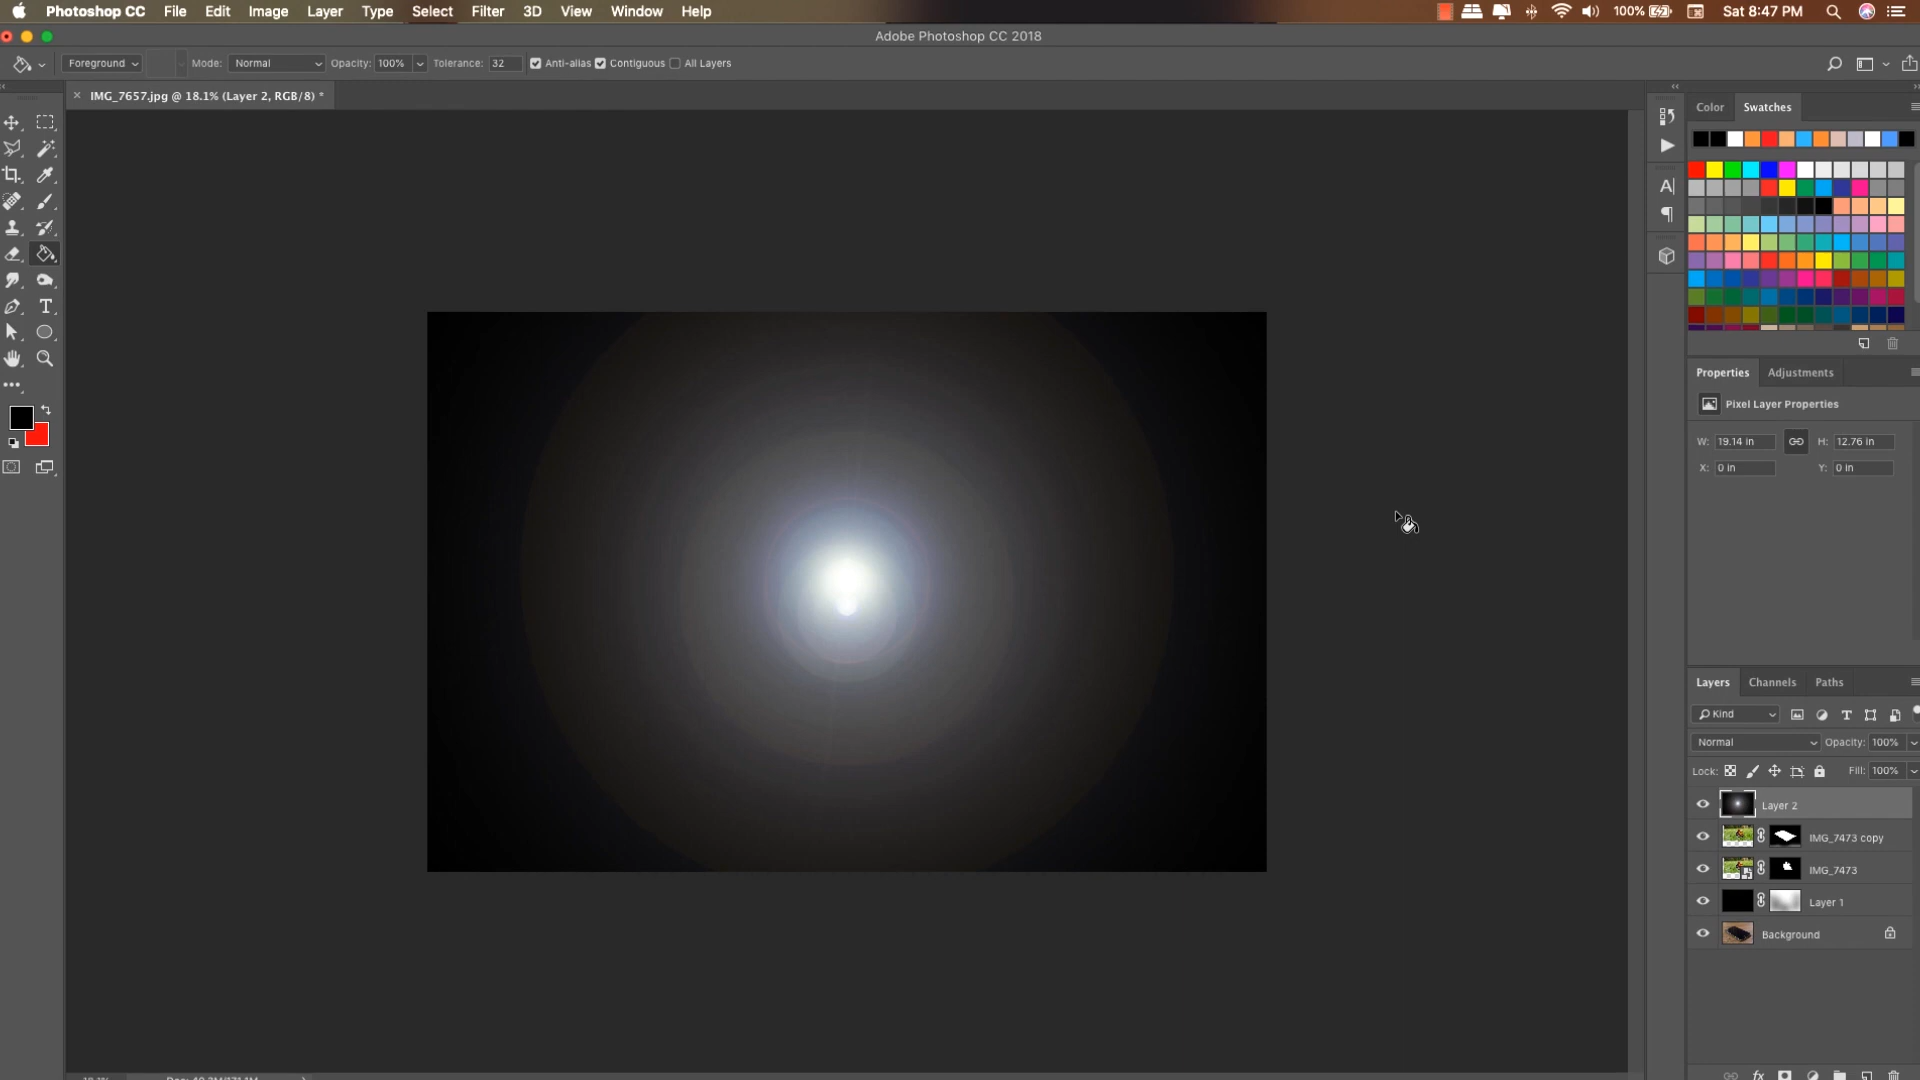 Photoshop CC File Edit Image Layer Type Select Filter 3D View Window Help 100% Sat 8:47 PM
Adobe Photoshop CC 2018
Foreground Mode: Normal Opacity: 100% Tolerance: 32 Anti-alias Contiguous All Layers
× IMG_7657.jpg @ 18.1% (Layer 2, RGB/8) *
Color Swatches
Properties Adjustments
Pixel Layer Properties
W: 19.14 in H: 12.76 in
X: 0 in Y: 0 in
Layers Channels Paths
Kind
Normal Opacity: 100%
Lock: Fill: 100%
Layer 2
IMG_7473 copy
IMG_7473
Layer 1
Background
fx